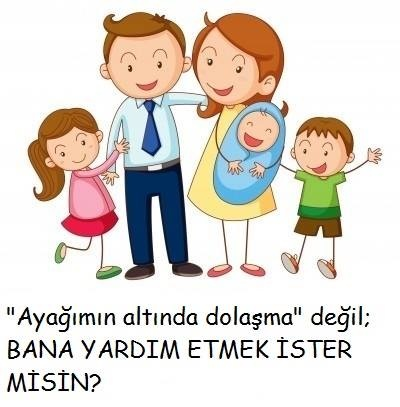 "Ayağımın altında dolaşma" değil;
BANA YARDIM ETMEK İSTER
MİSİN?